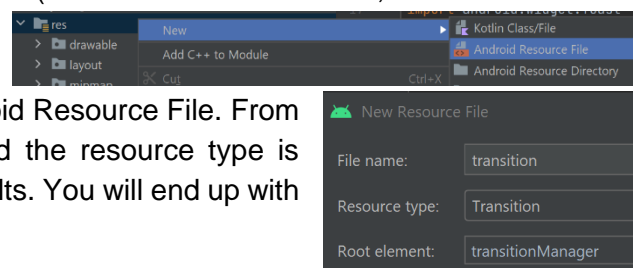 res
New
Kotlin Class/File
drawable
Add C++ to Module
Android Resource File
layout
Cut
Ctrl+X
Android Resource Directory
mipmap
id Resource File. From
d the resource type is
lts. You will end up with
New Resource File
File name:
transition
Resource type:
Transition
Root element:
transitionManager